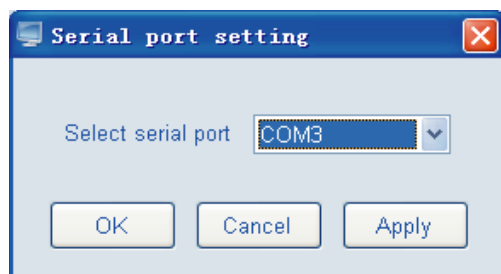 Serial port setting
Select serial port COM3
OK Cancel Apply